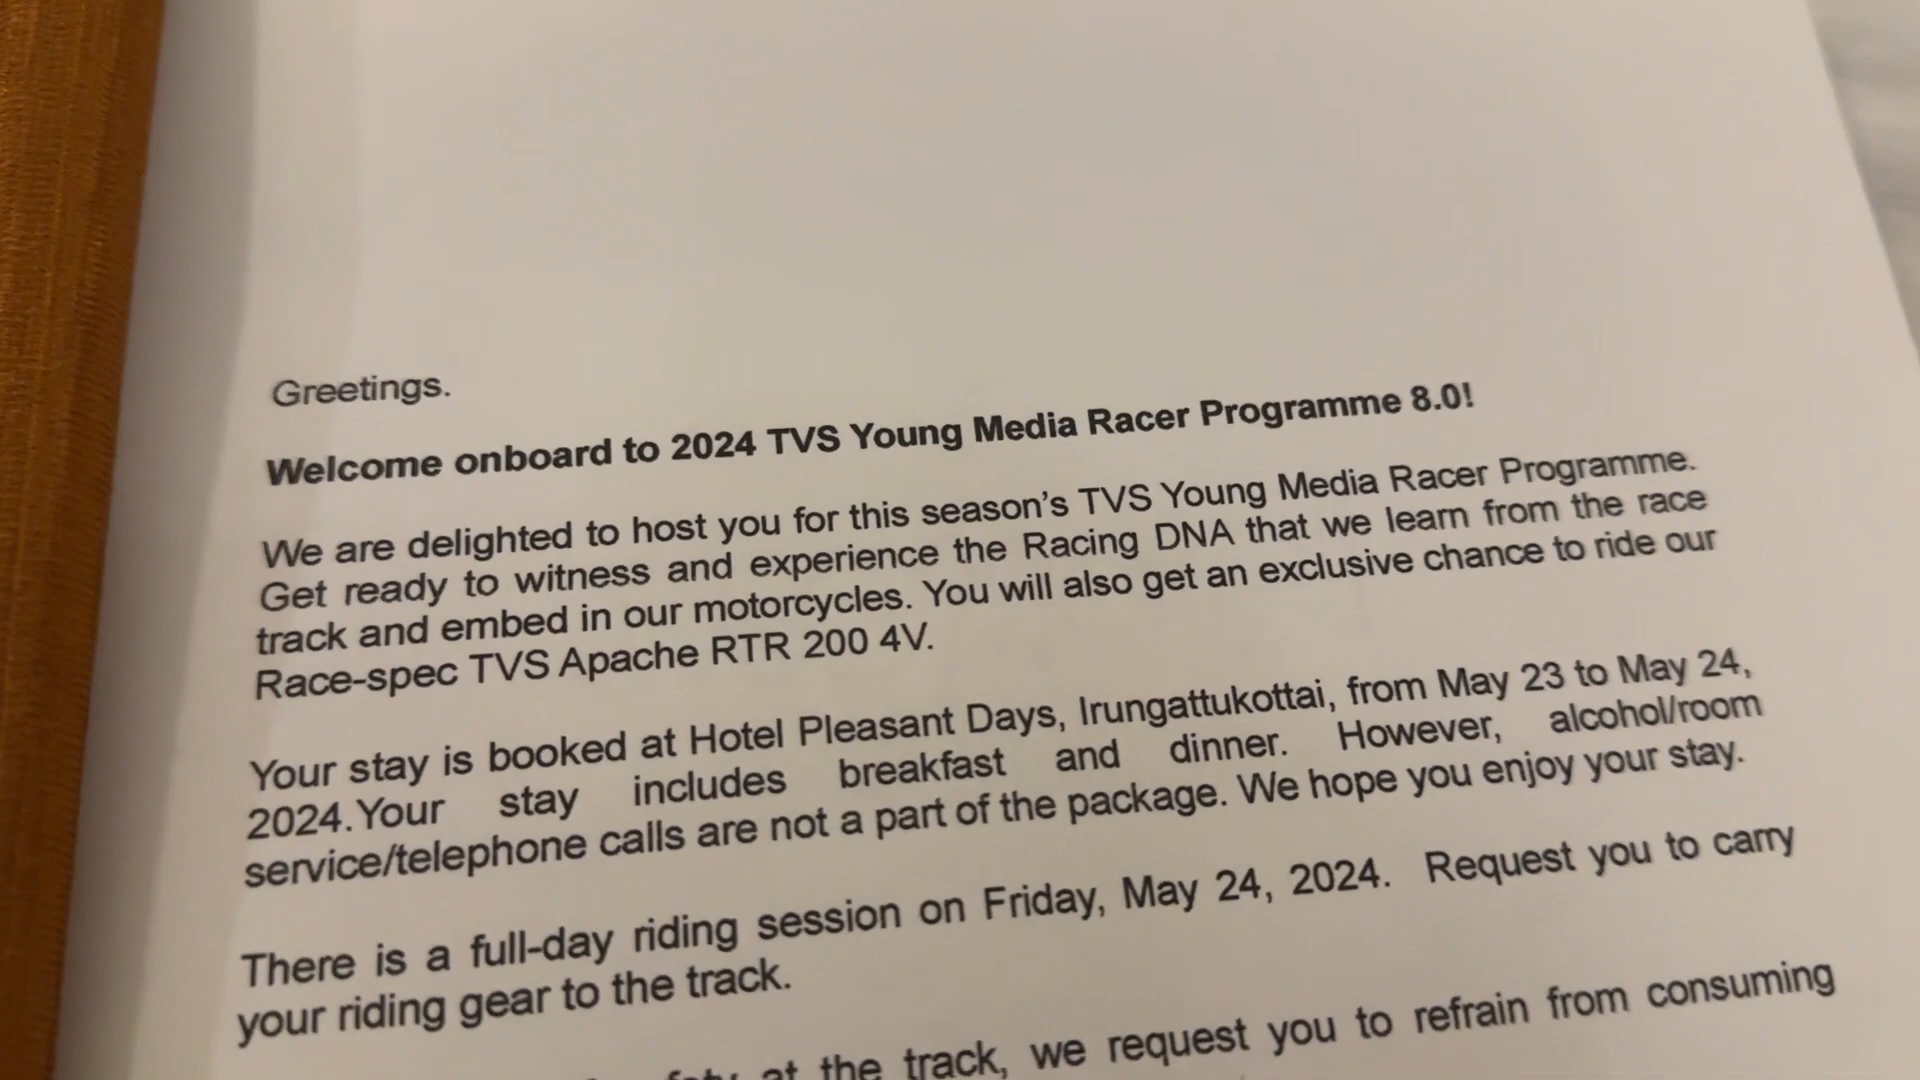 Greetings.
Welcome onboard to 2024 TVS Young Media Racer Programme 8.0!
We are delighted to host you for this season's TVS Young Media Racer Programme.
Get ready to witness and experience the Racing DNA that we learn from the race
track and embed in our motorcycles. You will also get an exclusive chance to ride our
Race-spec TVS Apache RTR 200 4V.
Your stay is booked at Hotel Pleasant Days, Irungattukottai, from May 23 to May 24,
2024.Your stay includes breakfast and dinner. However, alcohol/room
service/telephone calls are not a part of the package. We hope you enjoy your stay.
There is a full-day riding session on Friday, May 24, 2024. Request you to carry
your riding gear to the track.
at the track, we request you to refrain from consuming